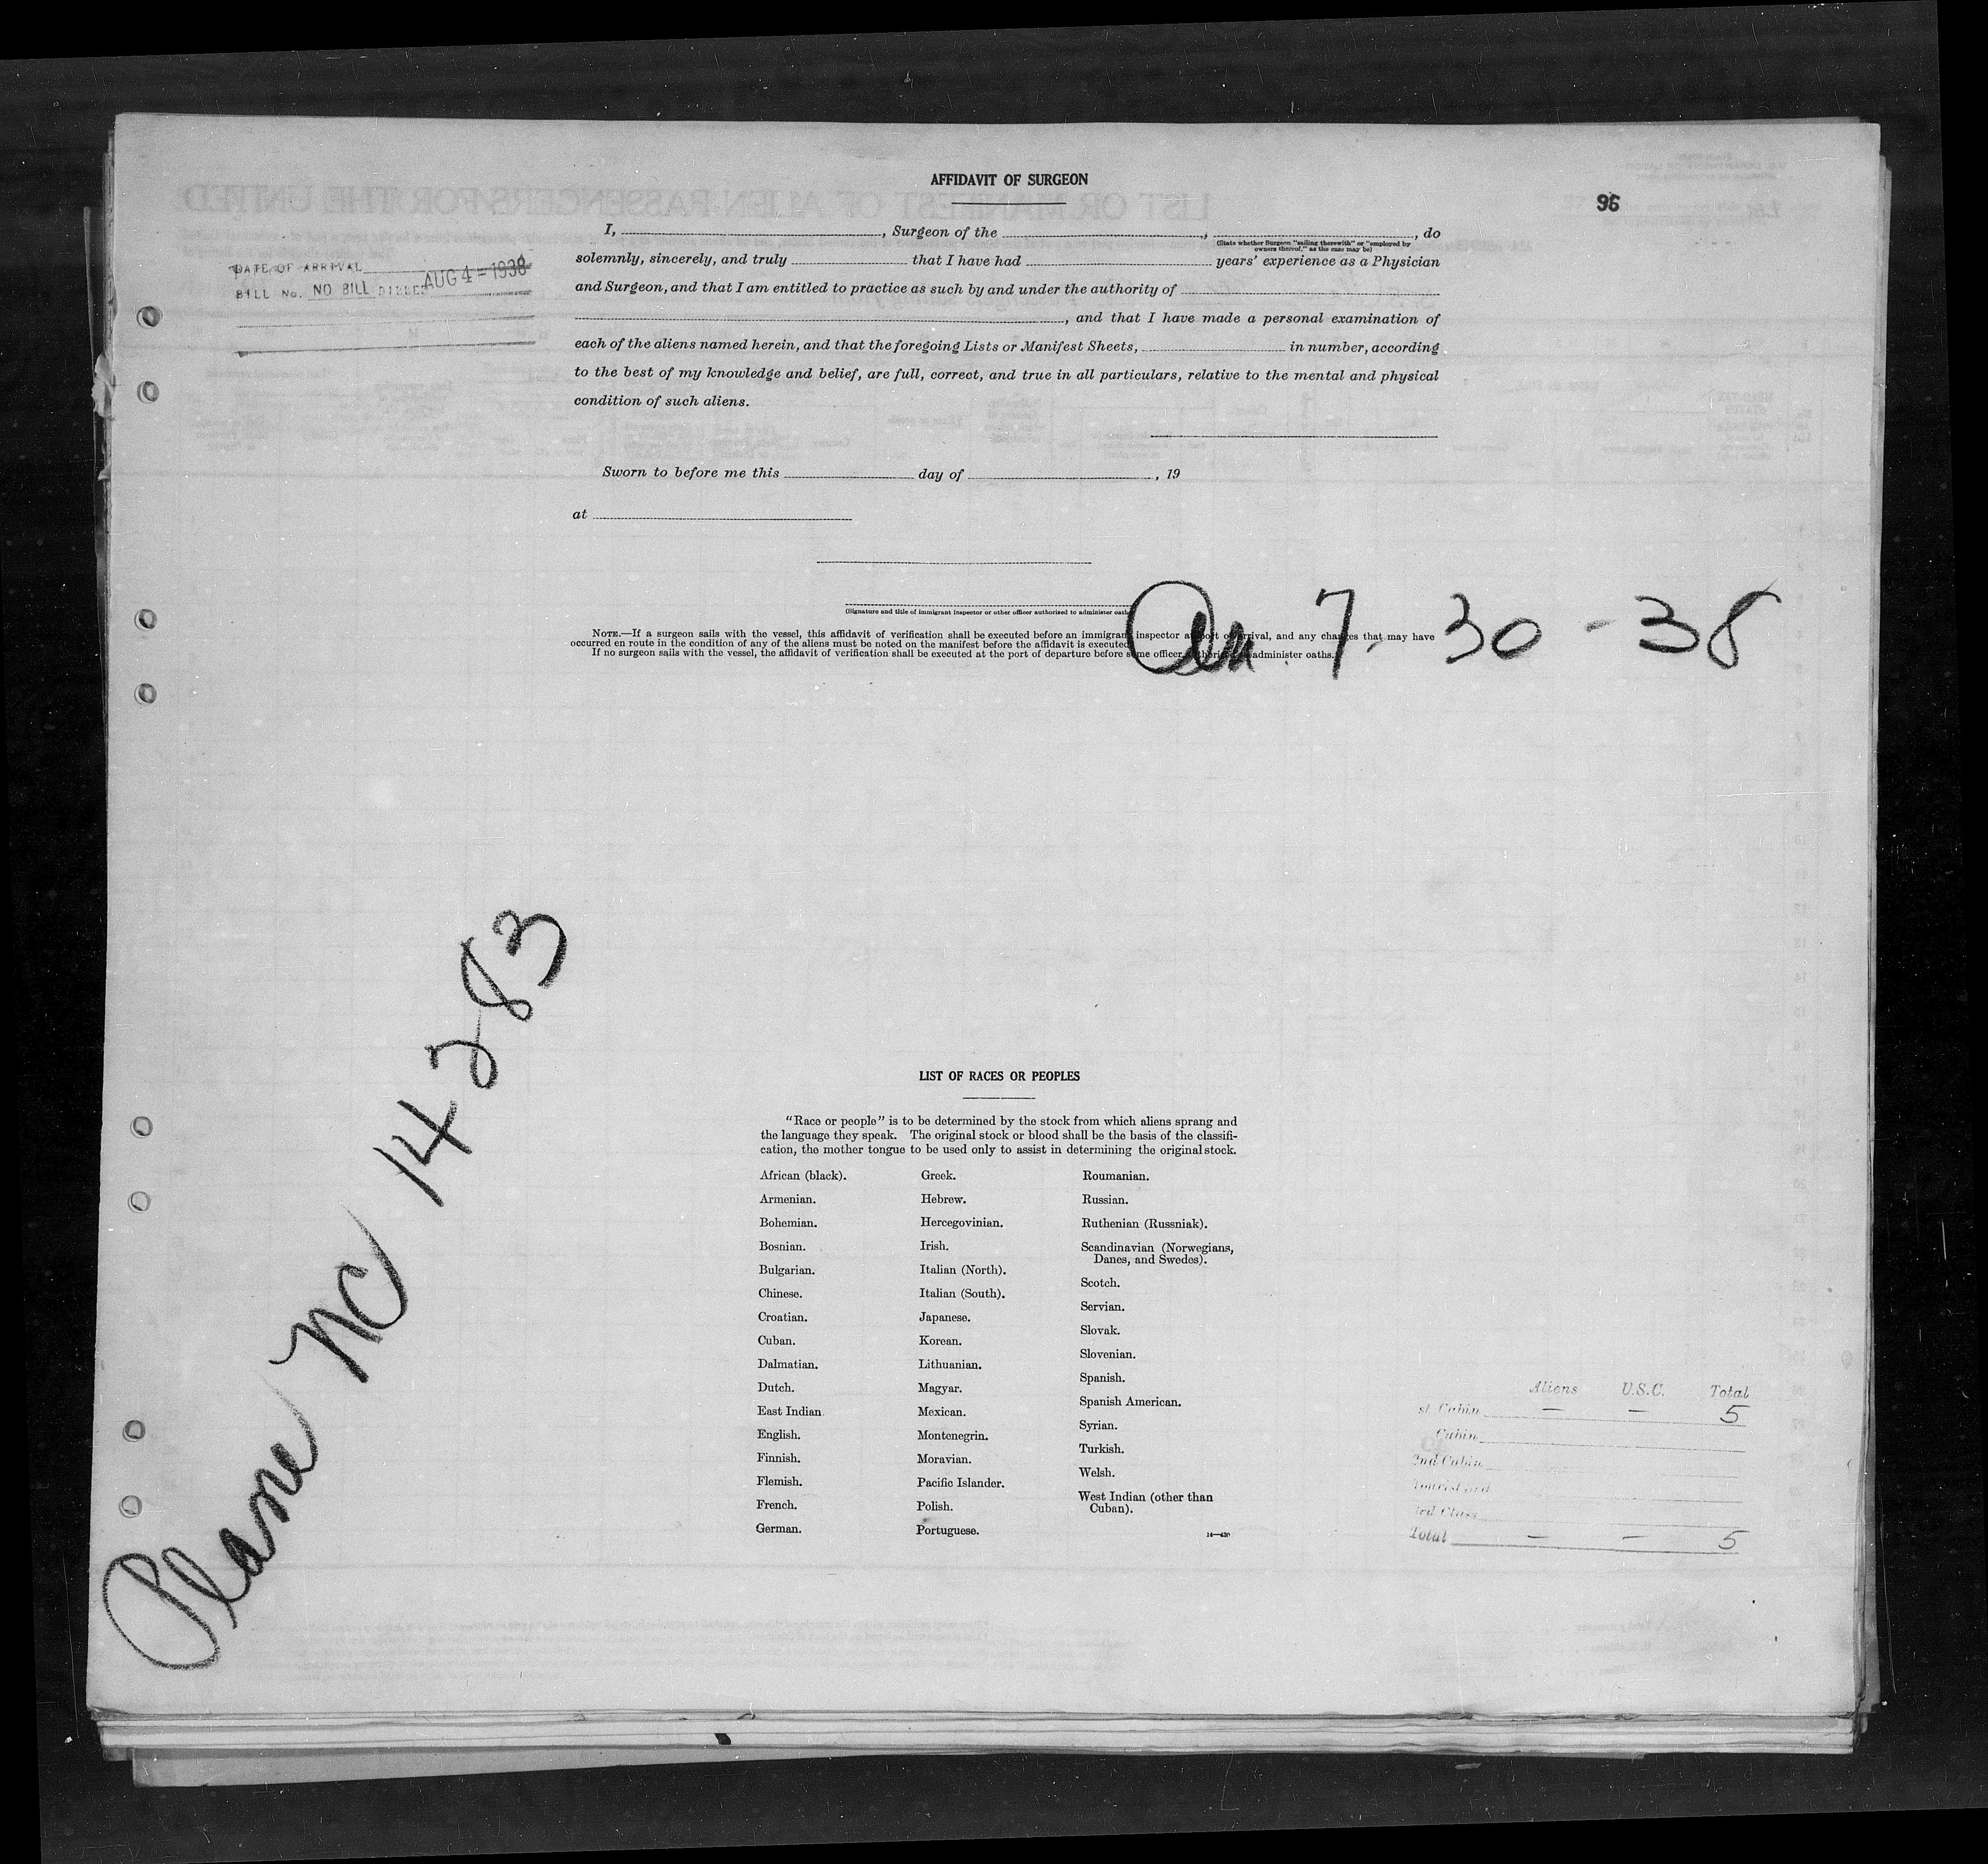 AFFIDAVIT OF SURGEON
96
I, , Surgeon of the , , do
(State whether Surgeon "sailing therewith" or "employed by
owners thereof," as the case may be)
solemnly, sincerely, and truly that I have had years' experience as a Physician
and Surgeon, and that I am entitled to practice as such by and under the authority of
, and that I have made a personal examination of
each of the aliens named herein, and that the foregoing Lists or Manifest Sheets, in number, according
to the best of my knowledge and belief, are full, correct, and true in all particulars, relative to the mental and physical
condition of such aliens.
DATE OF ARRIVAL
BILL No. NO BILL BILLED AUG 4 - 1938
Sworn to before me this day of , 19
at
(Signature and title of immigrant inspector or other officer authorized to administer oath
NOTE.—If a surgeon sails with the vessel, this affidavit of verification shall be executed before an immigrant inspector at port of arrival, and any changes that may have
occurred en route in the condition of any of the aliens must be noted on the manifest before the affidavit is executed
If no surgeon sails with the vessel, the affidavit of verification shall be executed at the port of departure before some officer authorized to administer oaths.
7-30-38
Plane NC 14283
LIST OF RACES OR PEOPLES
"Race or people" is to be determined by the stock from which aliens sprang and
the language they speak. The original stock or blood shall be the basis of the classifi-
cation, the mother tongue to be used only to assist in determining the original stock.
African (black).
Armenian.
Bohemian.
Bosnian.
Bulgarian.
Chinese.
Croatian.
Cuban.
Dalmatian.
Dutch.
East Indian
English.
Finnish.
Flemish.
French.
German.
Greek.
Hebrew.
Hercegovinian.
Irish.
Italian (North).
Italian (South).
Japanese.
Korean.
Lithuanian.
Magyar.
Mexican.
Montenegrin.
Moravian.
Pacific Islander.
Polish.
Portuguese.
Roumanian.
Russian.
Ruthenian (Russniak).
Scandinavian (Norwegians,
Danes, and Swedes).
Scotch.
Servian.
Slovak.
Slovenian.
Spanish.
Spanish American.
Syrian.
Turkish.
Welsh.
West Indian (other than
Cuban).
Aliens U.S.C. Total
st Cabin — — 5
Cabin
2nd Cabin
3rd Class
Total — — 5